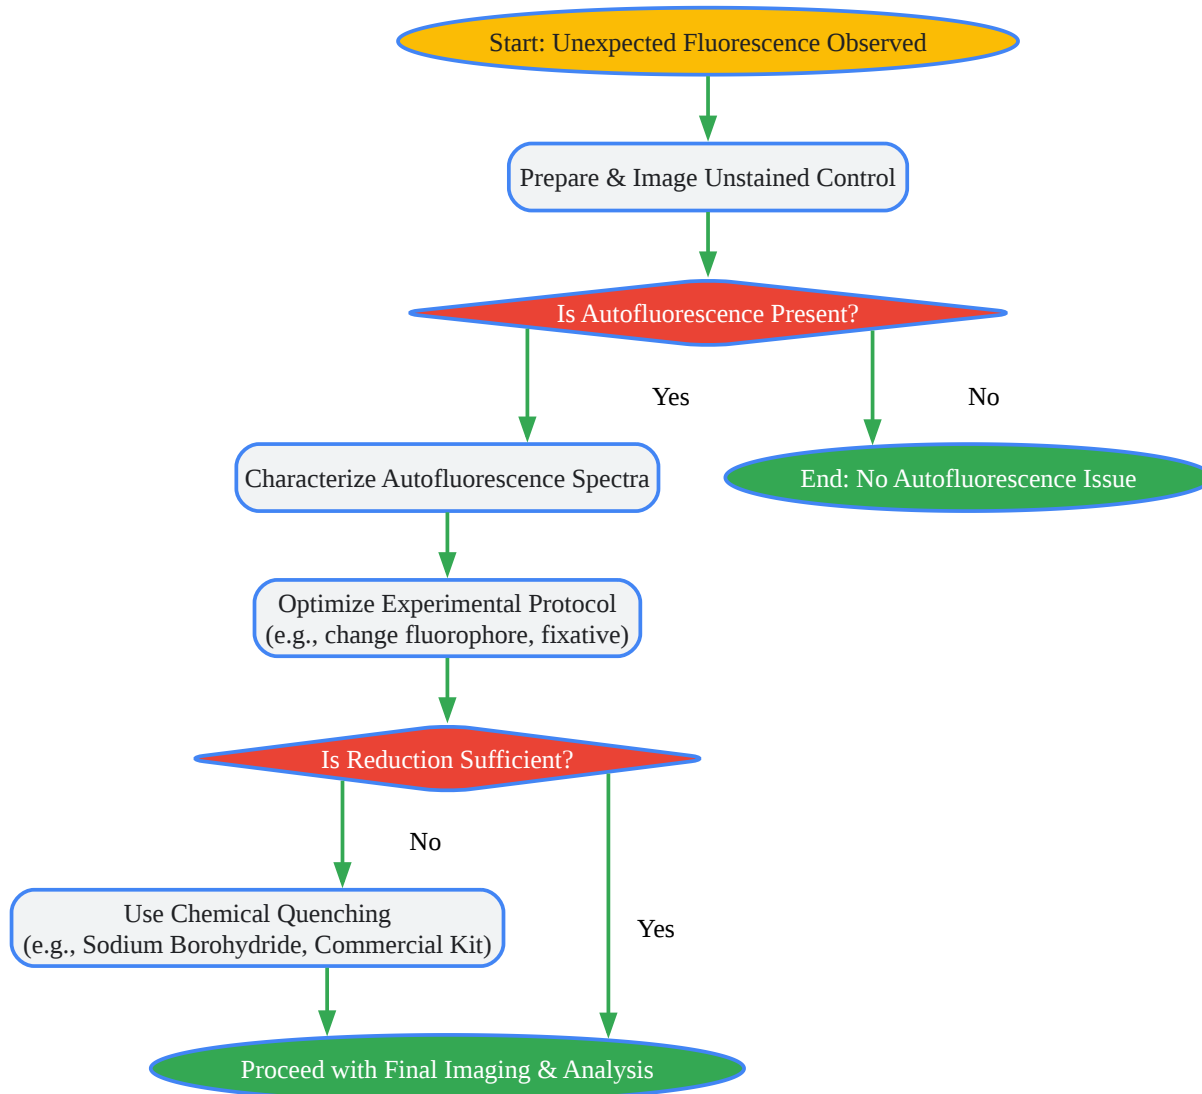 Start: Unexpected Fluorescence Observed
Prepare & Image Unstained Control
Is Autofluorescence Present?
Yes
No
Characterize Autofluorescence Spectra
End: No Autofluorescence Issue
Optimize Experimental Protocol
(e.g., change fluorophore, fixative)
Is Reduction Sufficient?
No
Use Chemical Quenching
(e.g., Sodium Borohydride, Commercial Kit)
Yes
Proceed with Final Imaging & Analysis